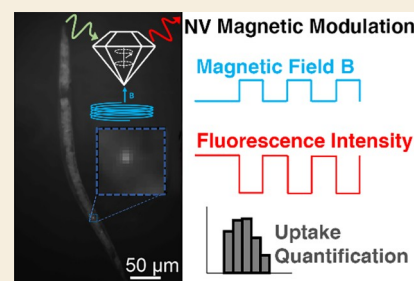 NV Magnetic Modulation
B
Magnetic Field B
Fluorescence Intensity
Uptake
Quantification
50 µm